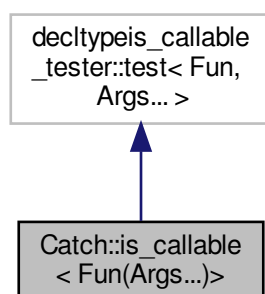 decltypeis_callable
_tester::test< Fun,
Args... >
Catch::is_callable
< Fun(Args...)>